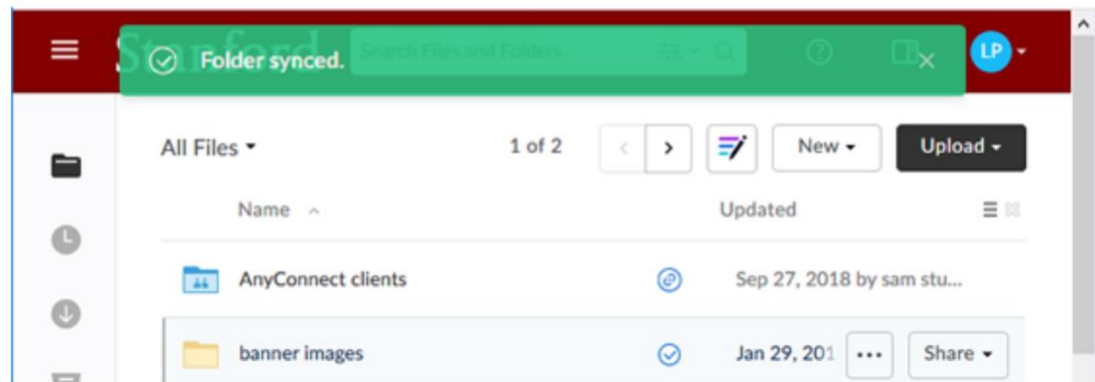 Stanford
Folder synced.
Search Files and Folders
LP
All Files
1 of 2
New
Upload
Name
Updated
AnyConnect clients
Sep 27, 2018 by sam stu...
banner images
Jan 29, 201
Share